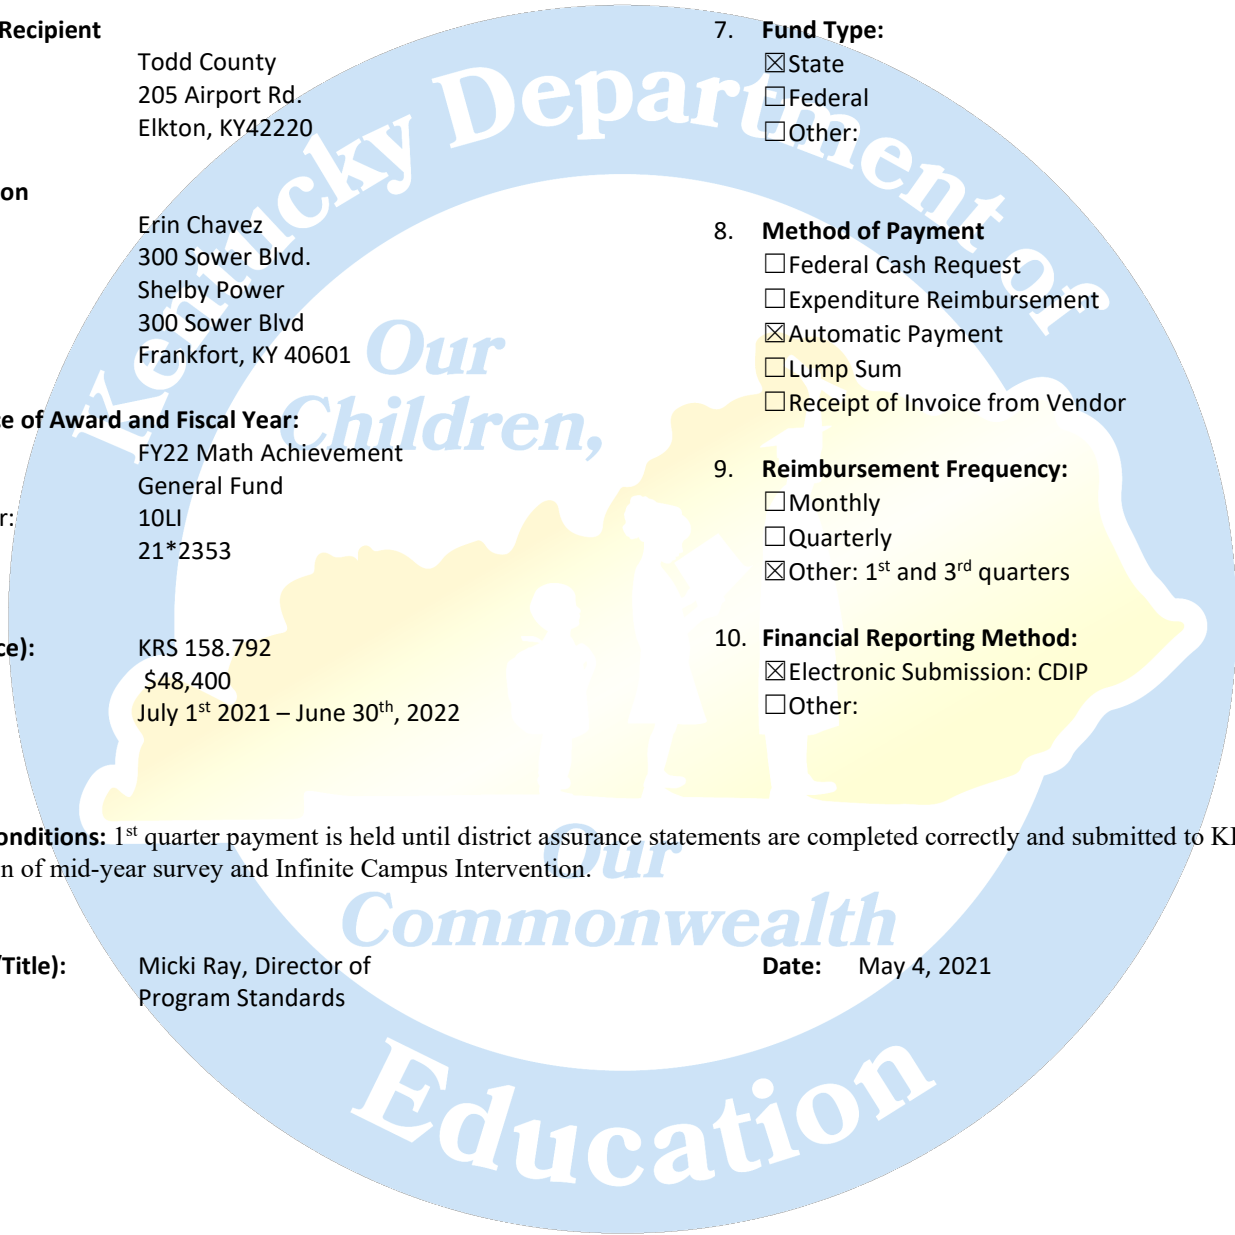 Recipient
Todd County
205 Airport Rd.
Elkton, KY42220
on
Erin Chavez
300 Sower Blvd.
Shelby Power
300 Sower Blvd
Frankfort, KY 40601
e of Award and Fiscal Year:
FY22 Math Achievement
General Fund
r: 10LI
21*2353
ce): KRS 158.792
$48,400
July 1st 2021 – June 30th, 2022
7. Fund Type:
☒State
☐Federal
☐Other:
8. Method of Payment
☐Federal Cash Request
☐Expenditure Reimbursement
☒Automatic Payment
☐Lump Sum
☐Receipt of Invoice from Vendor
9. Reimbursement Frequency:
☐Monthly
☐Quarterly
☒Other: 1st and 3rd quarters
10. Financial Reporting Method:
☒Electronic Submission: CDIP
☐Other:
onditions: 1st quarter payment is held until district assurance statements are completed correctly and submitted to K
n of mid-year survey and Infinite Campus Intervention.
/Title): Micki Ray, Director of
Program Standards
Date: May 4, 2021
Kentucky Department of
Education
Our
Children,
Our
Commonwealth